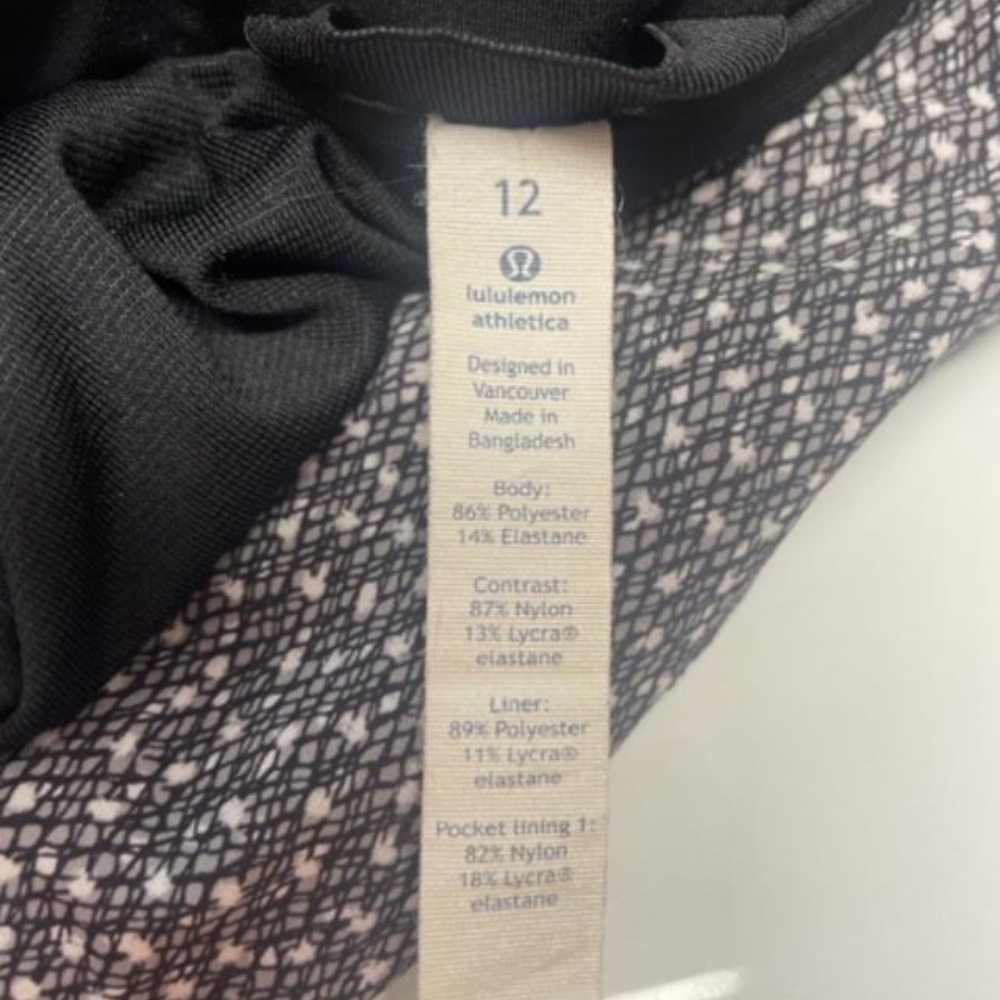 12
lululemon
athletica
Designed in
Vancouver
Made in
Bangladesh
Body:
86% Polyester
14% Elastane
Contrast:
87% Nylon
13% Lycra®
elastane
Liner:
89% Polyester
11% Lycra®
elastane
Pocket lining 1:
82% Nylon
18% Lycra®
elastane